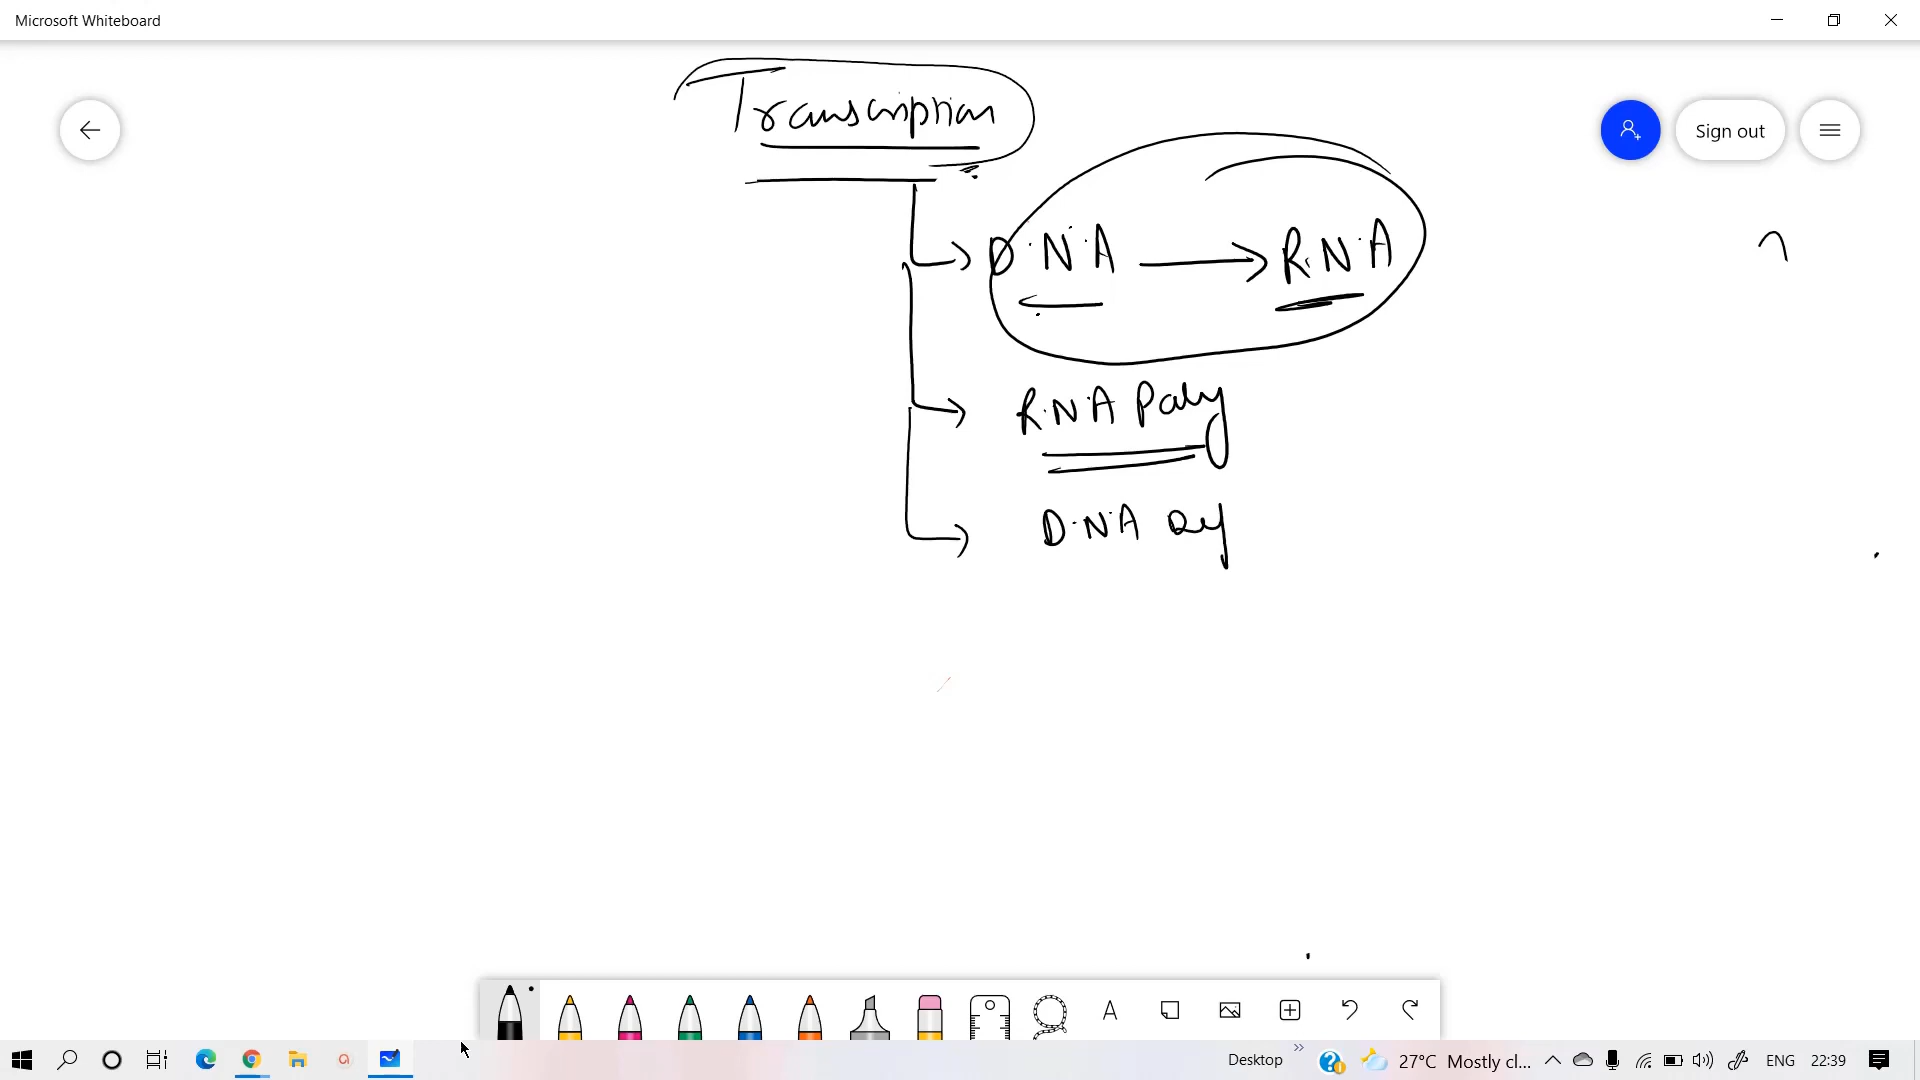 Microsoft Whiteboard
Transcription
Sign out
D.N.A → R.N.A
R.N.A Poly
D.N.A
A
Desktop
27°C Mostly cl...
ENG
22:39